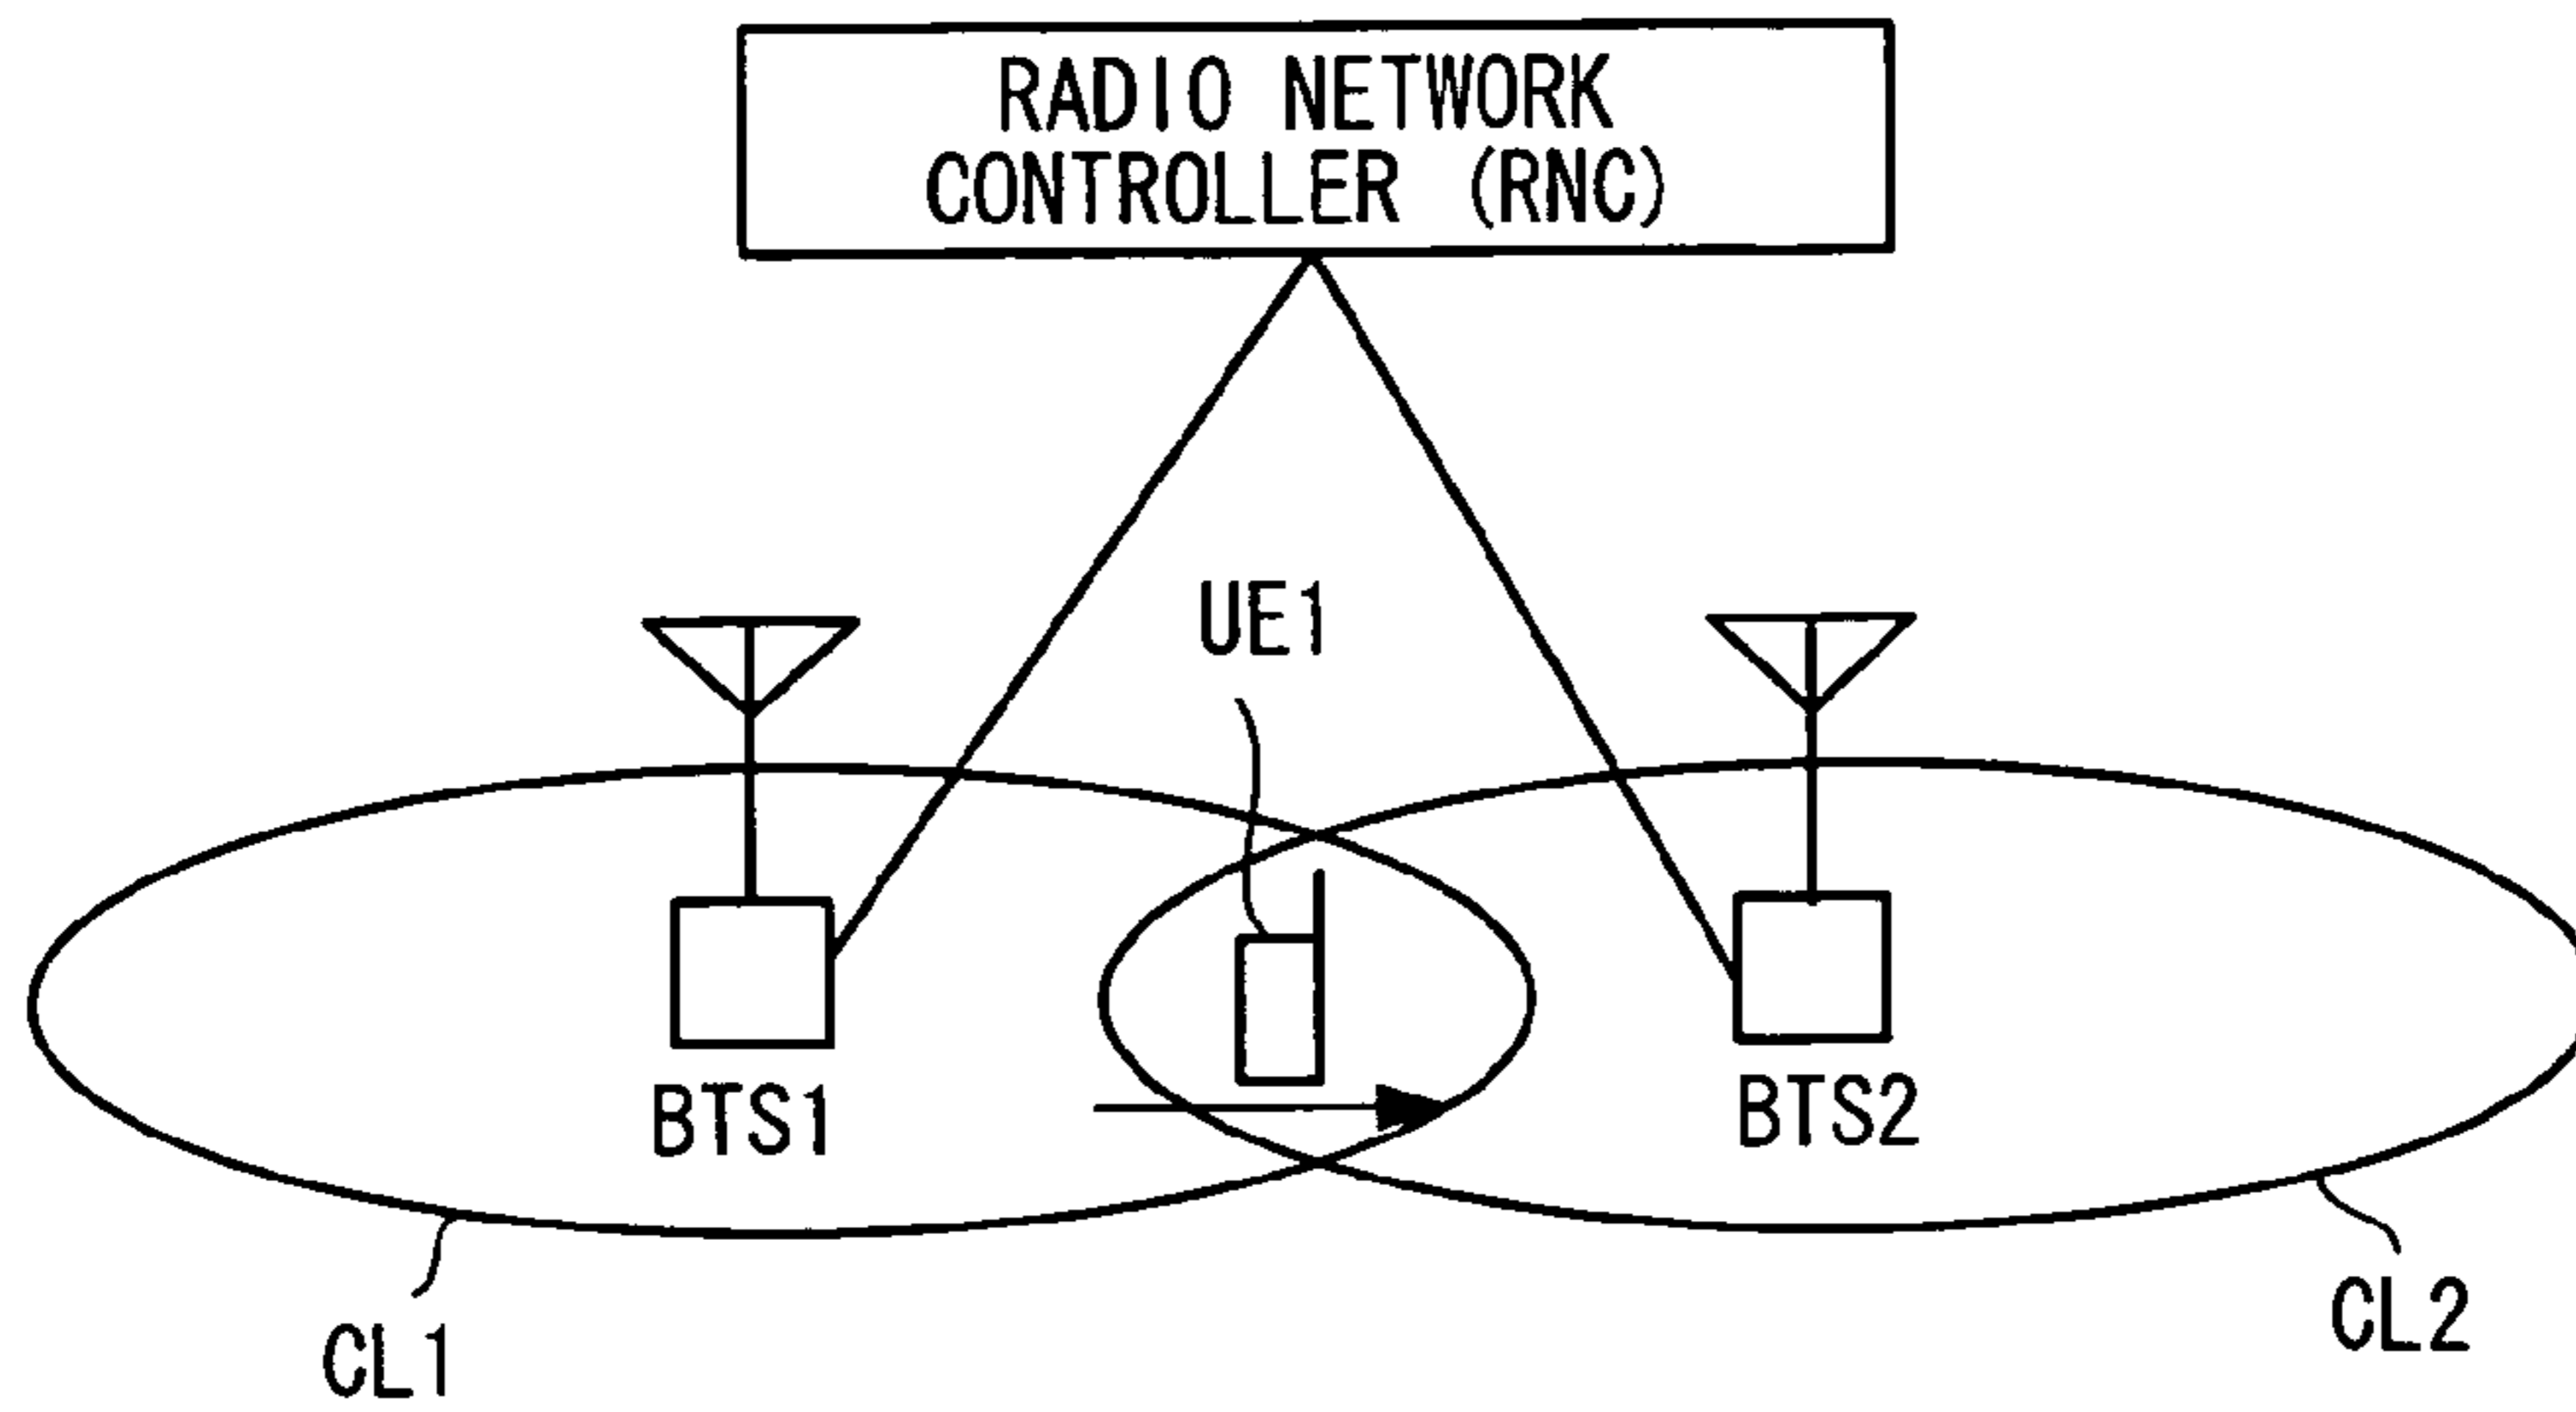 RADIO NETWORK
CONTROLLER (RNC)
UE1
BTS1
BTS2
CL1
CL2